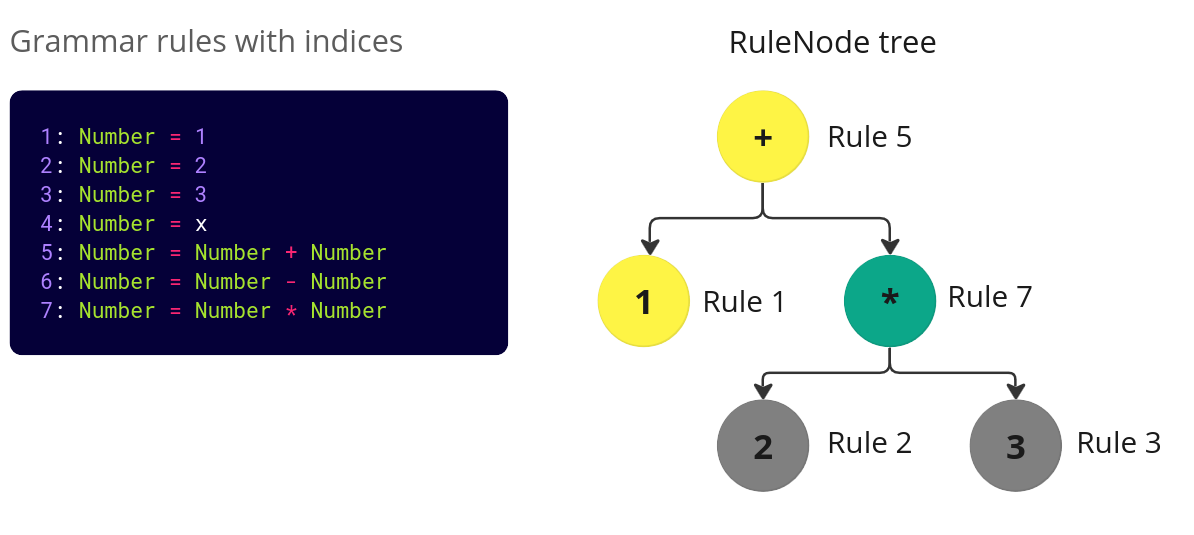 Grammar rules with indices
1: Number = 1
2: Number = 2
3: Number = 3
4: Number = x
5: Number = Number + Number
6: Number = Number - Number
7: Number = Number * Number
RuleNode tree
+ Rule 5
1 Rule 1
* Rule 7
2 Rule 2
3 Rule 3